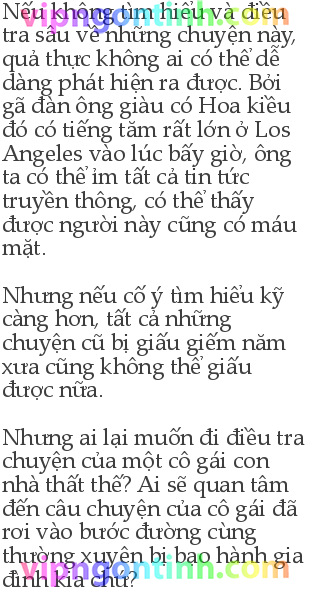 Nếu không tìm hiểu và điều
tra sâu về những chuyện này,
quả thực không ai có thể dễ
dàng phát hiện ra được. Bởi
gã đàn ông giàu có Hoa kiều
đó có tiếng tăm rất lớn ở Los
Angeles vào lúc bấy giờ, ông
ta có thể ỉm tất cả tin tức
truyền thông, có thể thấy
được người này cũng có máu
mặt.
Nhưng nếu cố ý tìm hiểu kỹ
càng hơn, tất cả những
chuyện cũ bị giấu giếm năm
xưa cũng không thể giấu
được nữa.
Nhưng ai lại muốn đi điều tra
chuyện của một cô gái con
nhà thất thế? Ai sẽ quan tâm
đến câu chuyện của cô gái đã
rơi vào bước đường cùng
thường xuyên bị bạo hành gia
đình kia chứ?
vipngontinh.com
vipngontinh.com